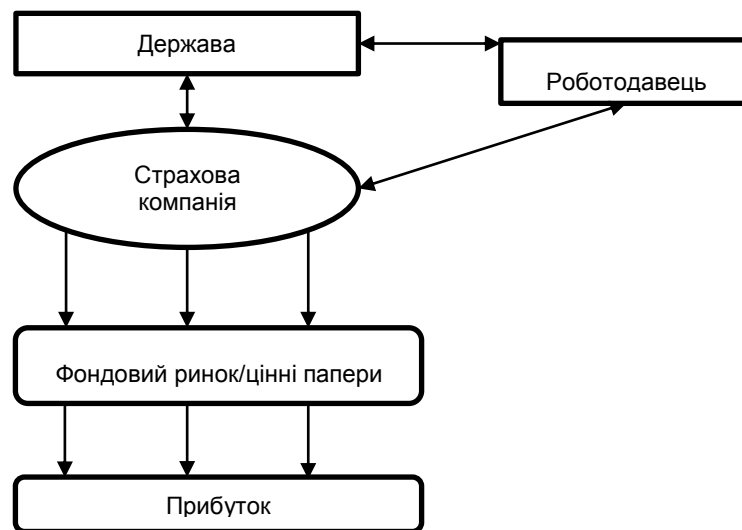 Держава
Роботодавець
Страхова
компанія
Фондовий ринок/цінні папери
Прибуток